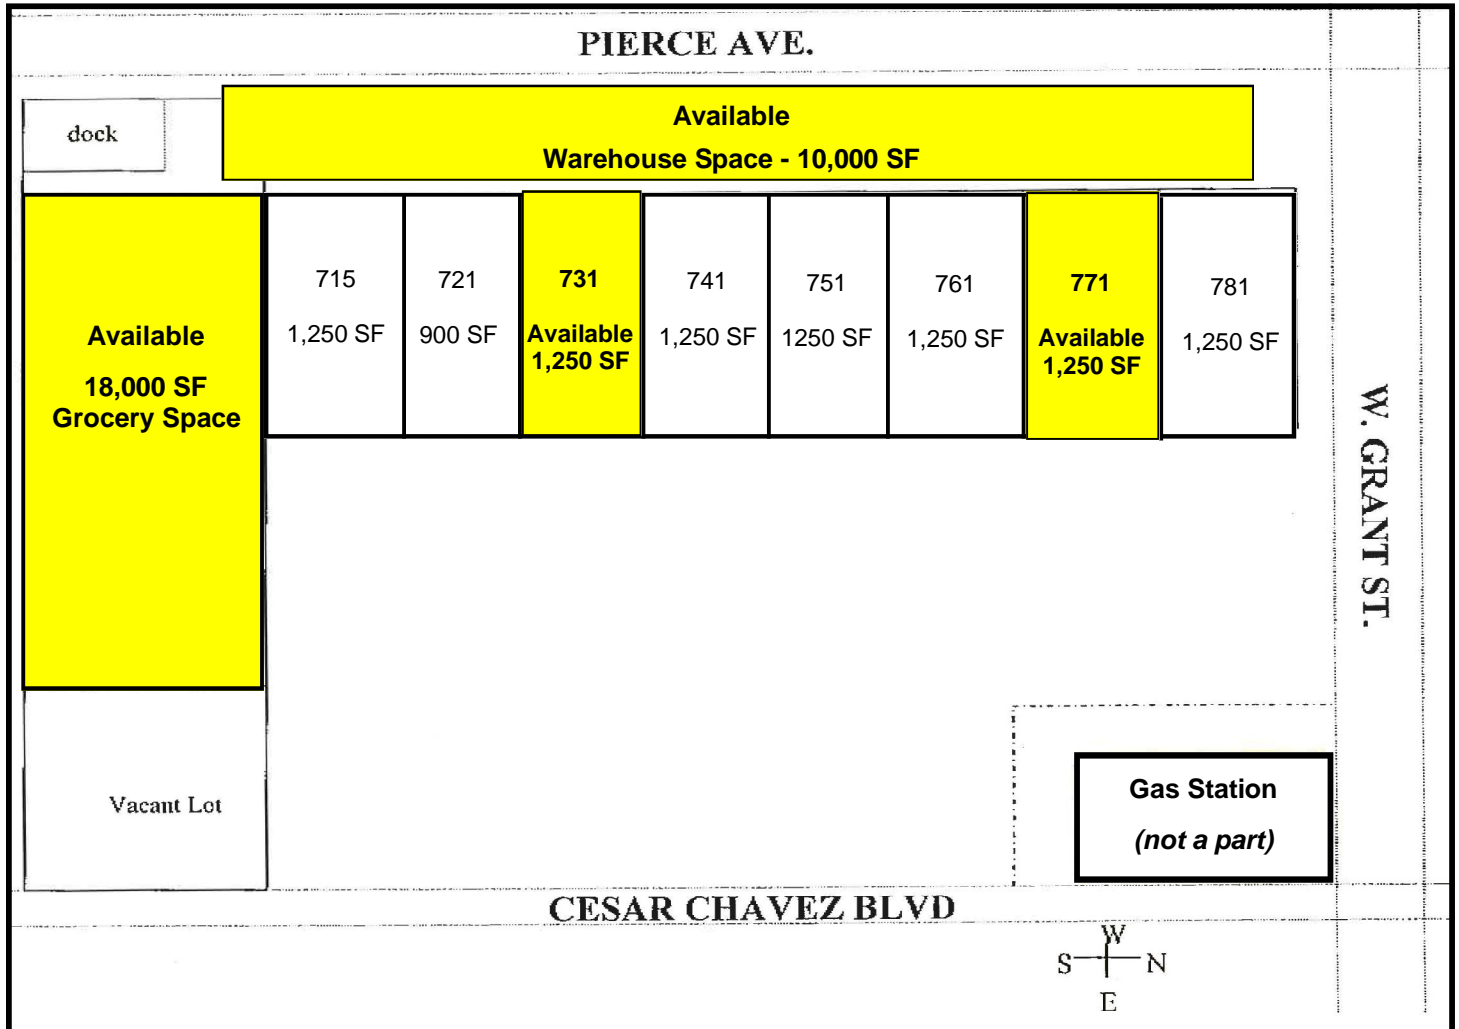 PIERCE AVE.
dock
Available
Warehouse Space - 10,000 SF
Available
18,000 SF
Grocery Space
715
1,250 SF
721
900 SF
731
Available
1,250 SF
741
1,250 SF
751
1250 SF
761
1,250 SF
771
Available
1,250 SF
781
1,250 SF
W. GRANT ST.
Vacant Lot
Gas Station
(not a part)
CESAR CHAVEZ BLVD
W
S N
E